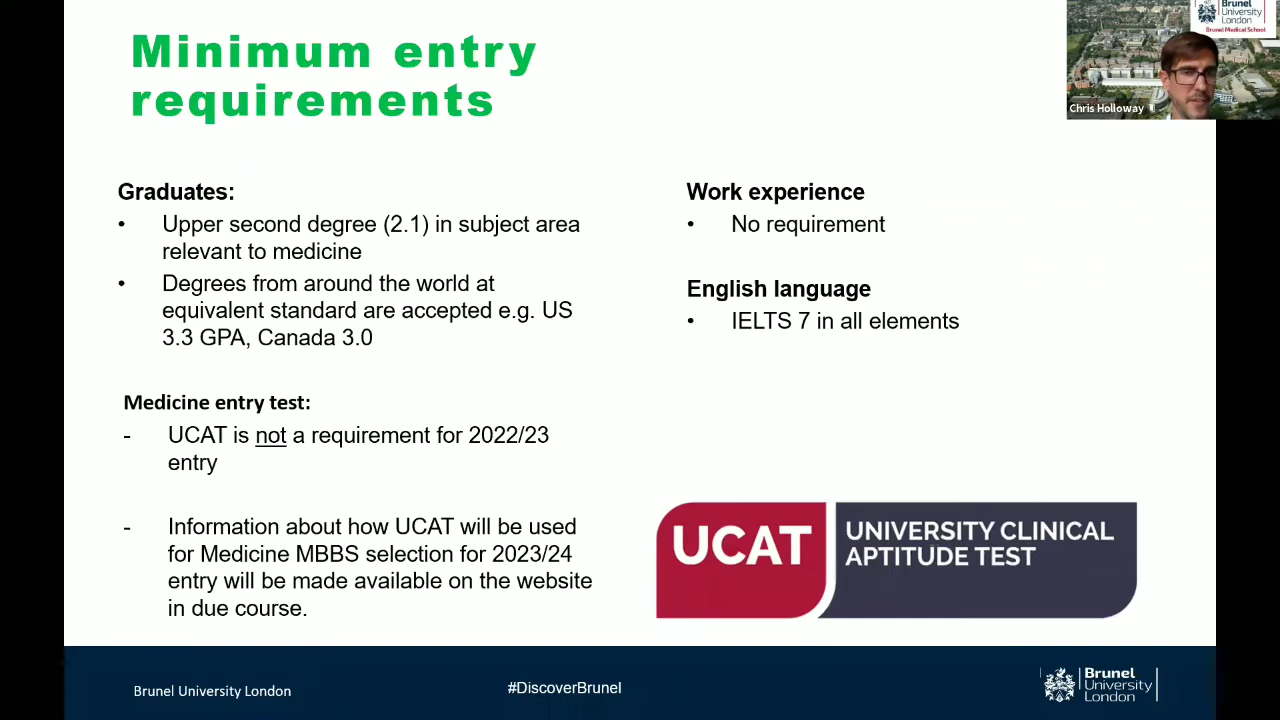 Minimum entry
requirements
Brunel
University
London
Brunel Medical School
Chris Holloway
Graduates:
• Upper second degree (2.1) in subject area
relevant to medicine
• Degrees from around the world at
equivalent standard are accepted e.g. US
3.3 GPA, Canada 3.0
Medicine entry test:
- UCAT is not a requirement for 2022/23
entry
- Information about how UCAT will be used
for Medicine MBBS selection for 2023/24
entry will be made available on the website
in due course.
Work experience
• No requirement
English language
• IELTS 7 in all elements
UCAT
UNIVERSITY CLINICAL
APTITUDE TEST
Brunel University London
#DiscoverBrunel
Brunel
University
London